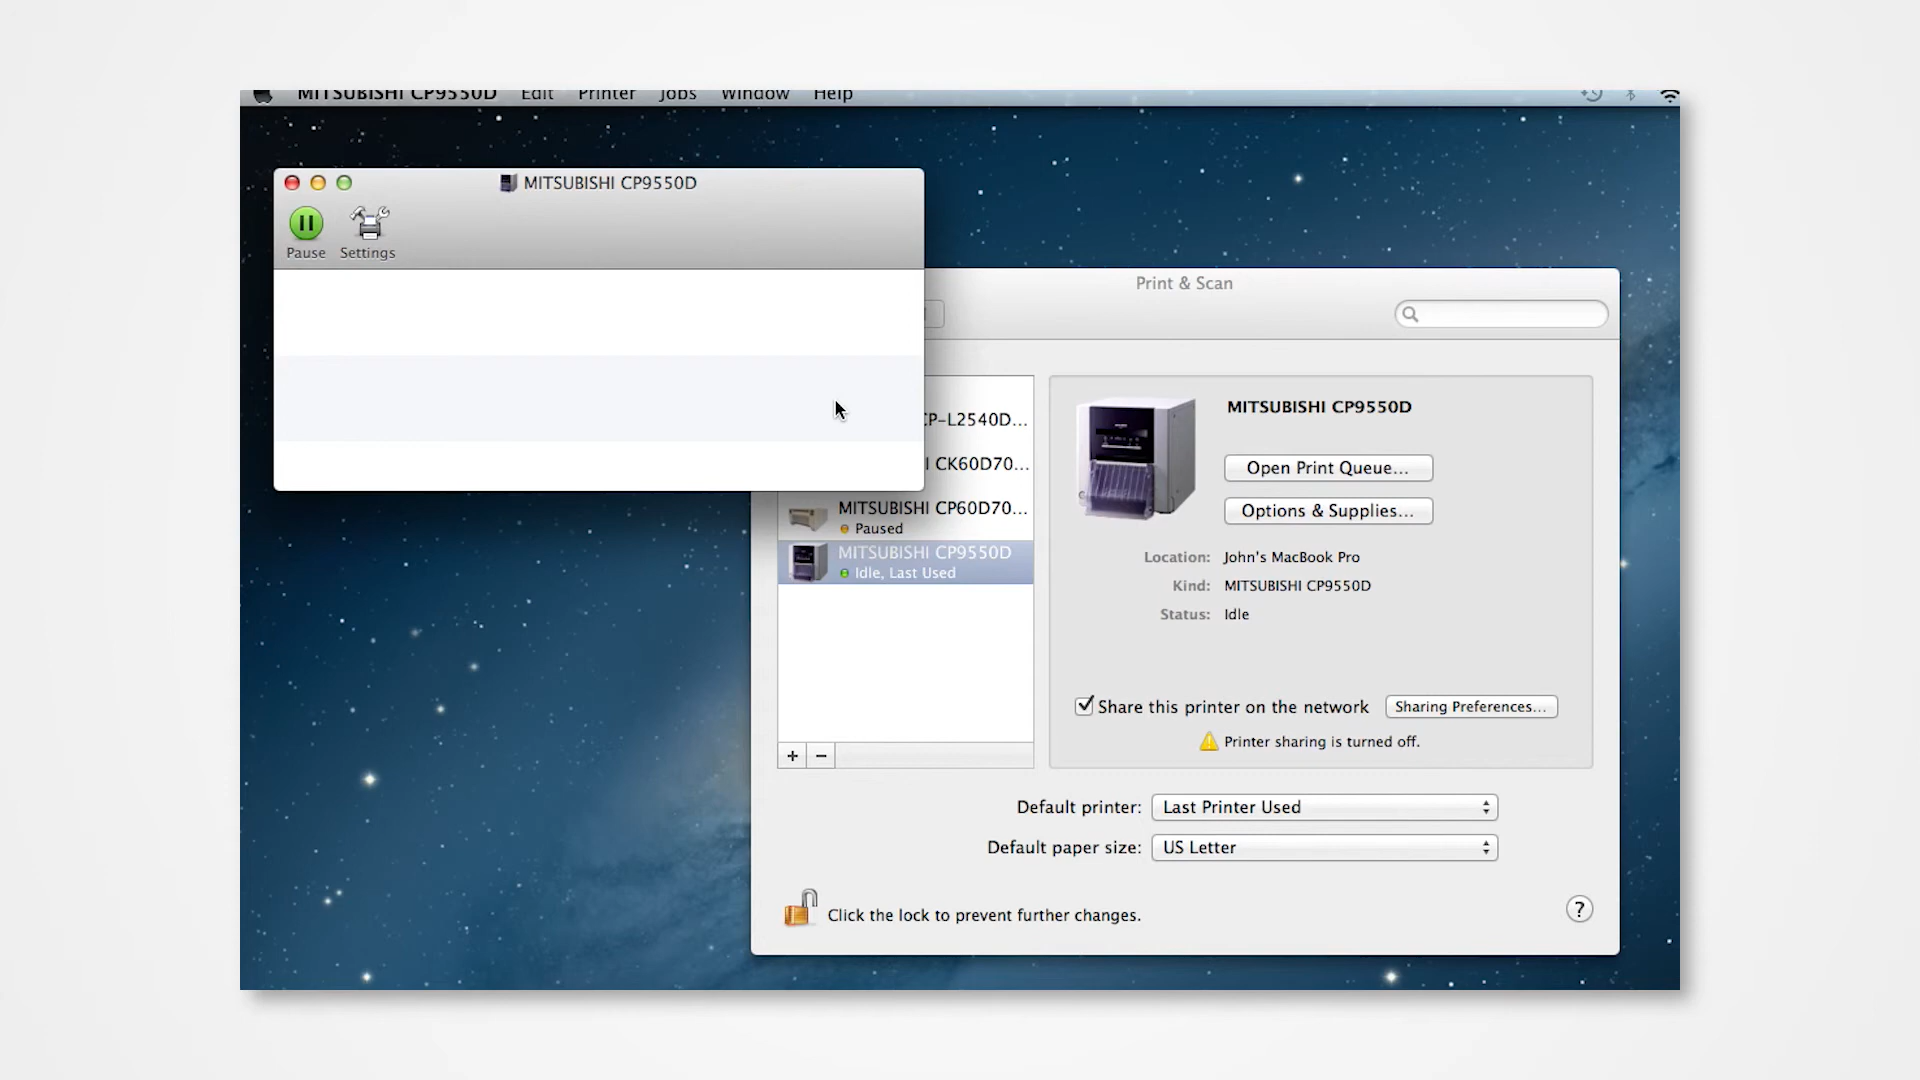 MITSUBISHI CP9550D Edit Printer Jobs Window Help
MITSUBISHI CP9550D
Pause Settings
Print & Scan
CP-L2540D...
CK60D70...
MITSUBISHI CP60D70...
Paused
MITSUBISHI CP9550D
Idle, Last Used
MITSUBISHI CP9550D
Open Print Queue...
Options & Supplies...
Location: John's MacBook Pro
Kind: MITSUBISHI CP9550D
Status: Idle
Share this printer on the network Sharing Preferences...
Printer sharing is turned off.
+ −
Default printer: Last Printer Used
Default paper size: US Letter
Click the lock to prevent further changes.
?